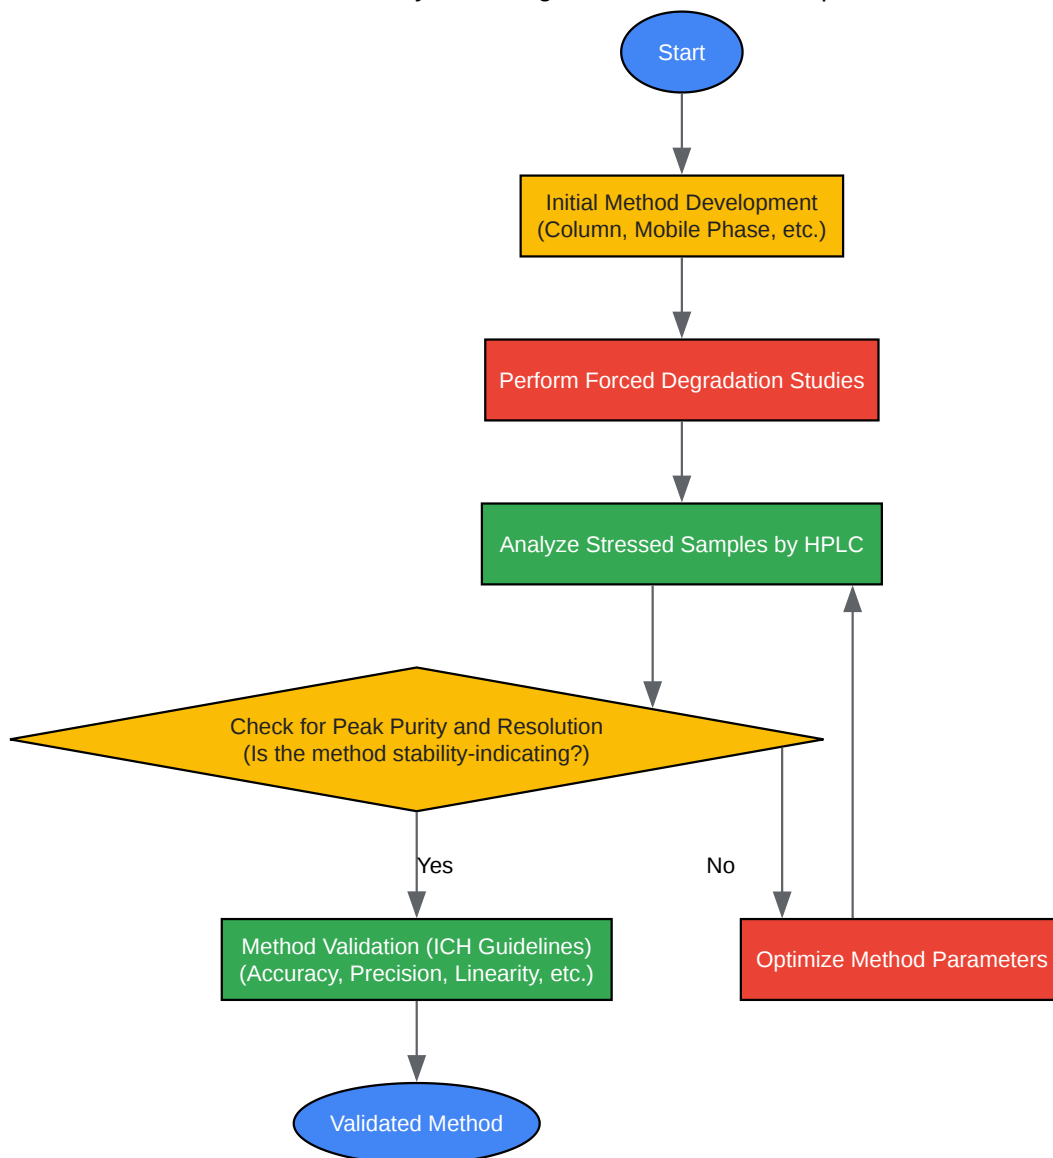 Start
Initial Method Development
(Column, Mobile Phase, etc.)
Perform Forced Degradation Studies
Analyze Stressed Samples by HPLC
Check for Peak Purity and Resolution
(Is the method stability-indicating?)
Yes
No
Method Validation (ICH Guidelines)
(Accuracy, Precision, Linearity, etc.)
Optimize Method Parameters
Validated Method